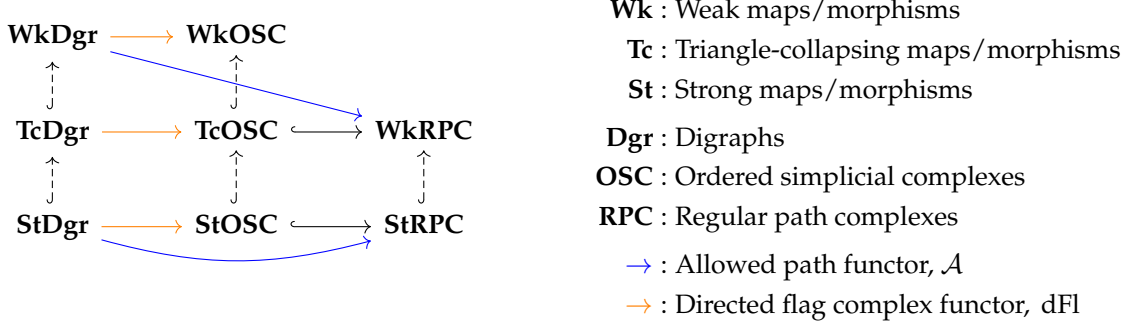 WkDgr WkOSC
TcDgr TcOSC WkRPC
StDgr StOSC StRPC
Wk : Weak maps/morphisms
Tc : Triangle-collapsing maps/morphisms
St : Strong maps/morphisms
Dgr : Digraphs
OSC : Ordered simplicial complexes
RPC : Regular path complexes
→ : Allowed path functor, 𝒜
→ : Directed flag complex functor, dFl